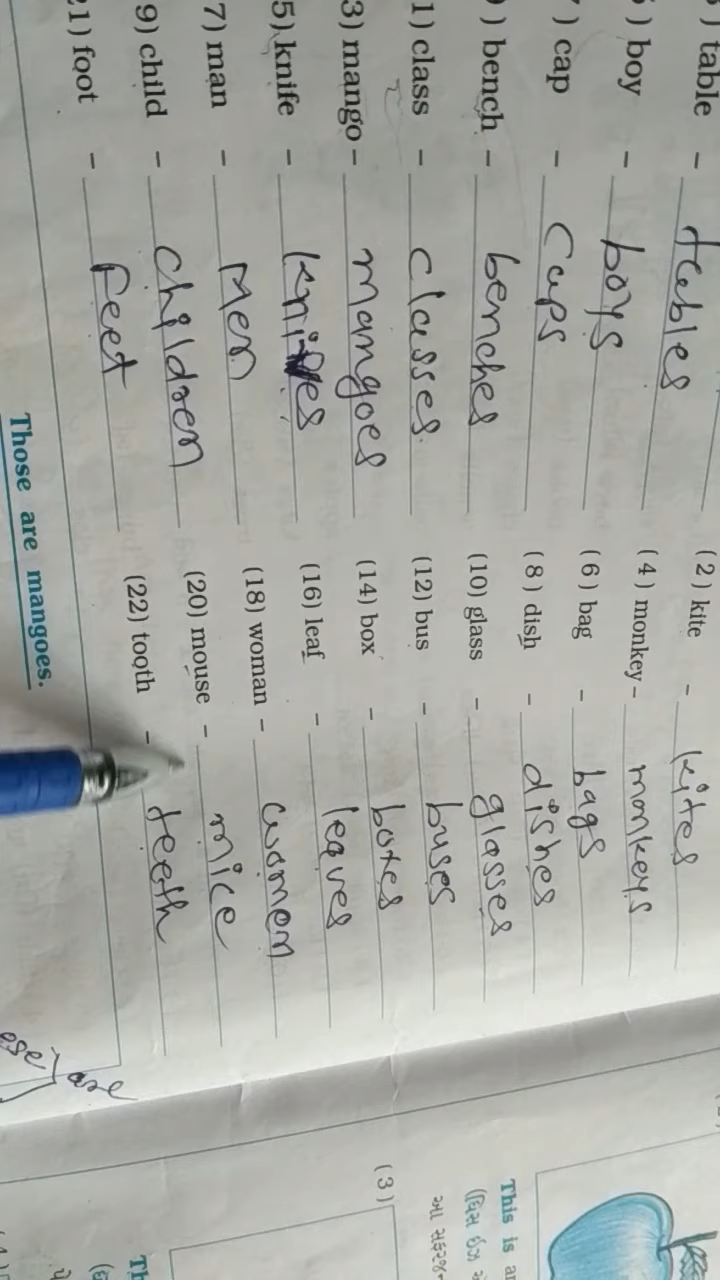 ) table - tables (2) kite - kites
) boy - boys (4) monkey - monkeys
) cap - caps (6) bag - bags
) bench - benches (8) dish - dishes
1) class - classes. (10) glass - glasses
3) mango - mangoes (12) bus - buses
5) knife - knives (14) box - boxes
7) man - Men (16) leaf - leaves
9) child - children (18) woman - women
21) foot - feet (20) mouse - mice
(22) tooth - teeth
Those are mangoes.
are
This is a
(3)
Th